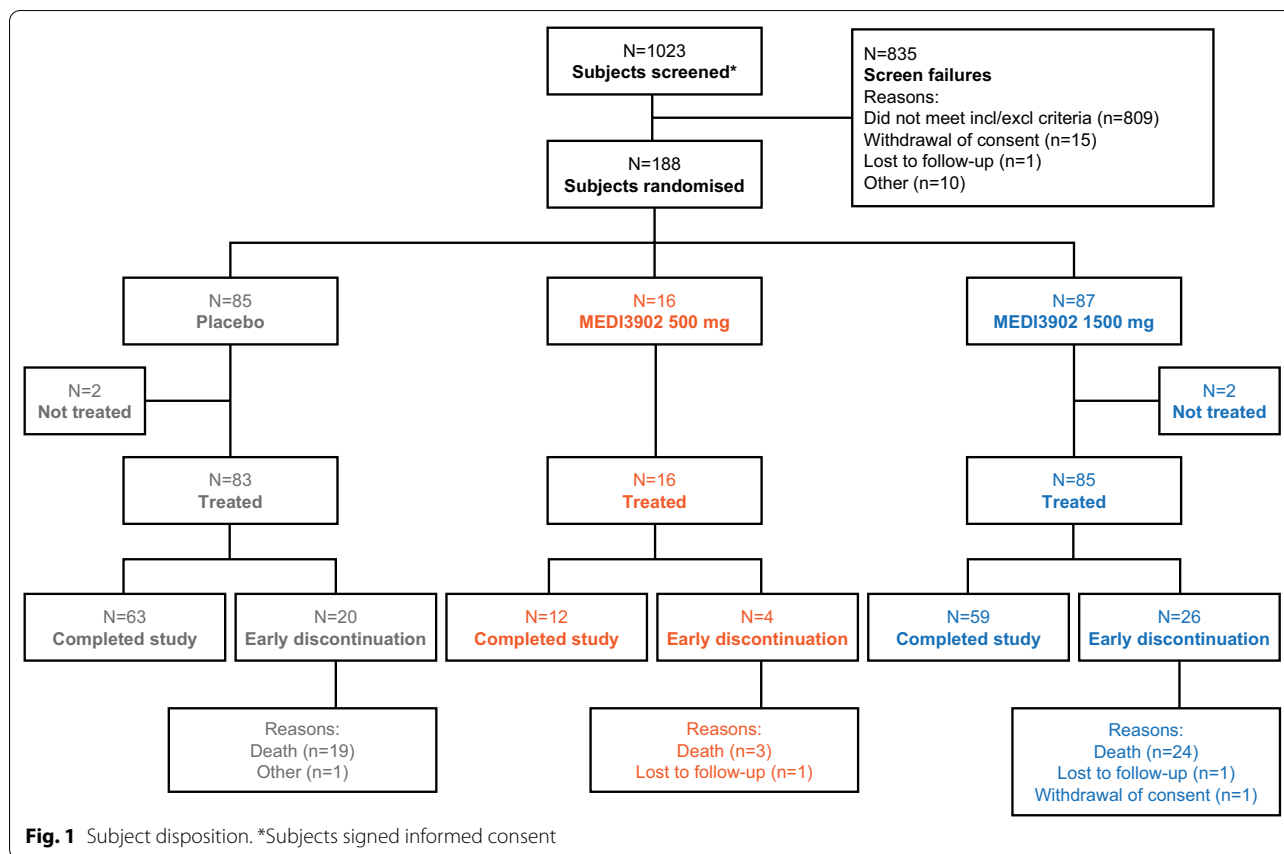 N=1023
Subjects screened*
N=835
Screen failures
Reasons:
Did not meet incl/excl criteria (n=809)
Withdrawal of consent (n=15)
Lost to follow-up (n=1)
Other (n=10)
N=188
Subjects randomised
N=85
Placebo
N=16
MEDI3902 500 mg
N=87
MEDI3902 1500 mg
N=2
Not treated
N=2
Not treated
N=83
Treated
N=16
Treated
N=85
Treated
N=63
Completed study
N=20
Early discontinuation
N=12
Completed study
N=4
Early discontinuation
N=59
Completed study
N=26
Early discontinuation
Reasons:
Death (n=19)
Other (n=1)
Reasons:
Death (n=3)
Lost to follow-up (n=1)
Reasons:
Death (n=24)
Lost to follow-up (n=1)
Withdrawal of consent (n=1)
Fig. 1 Subject disposition. *Subjects signed informed consent